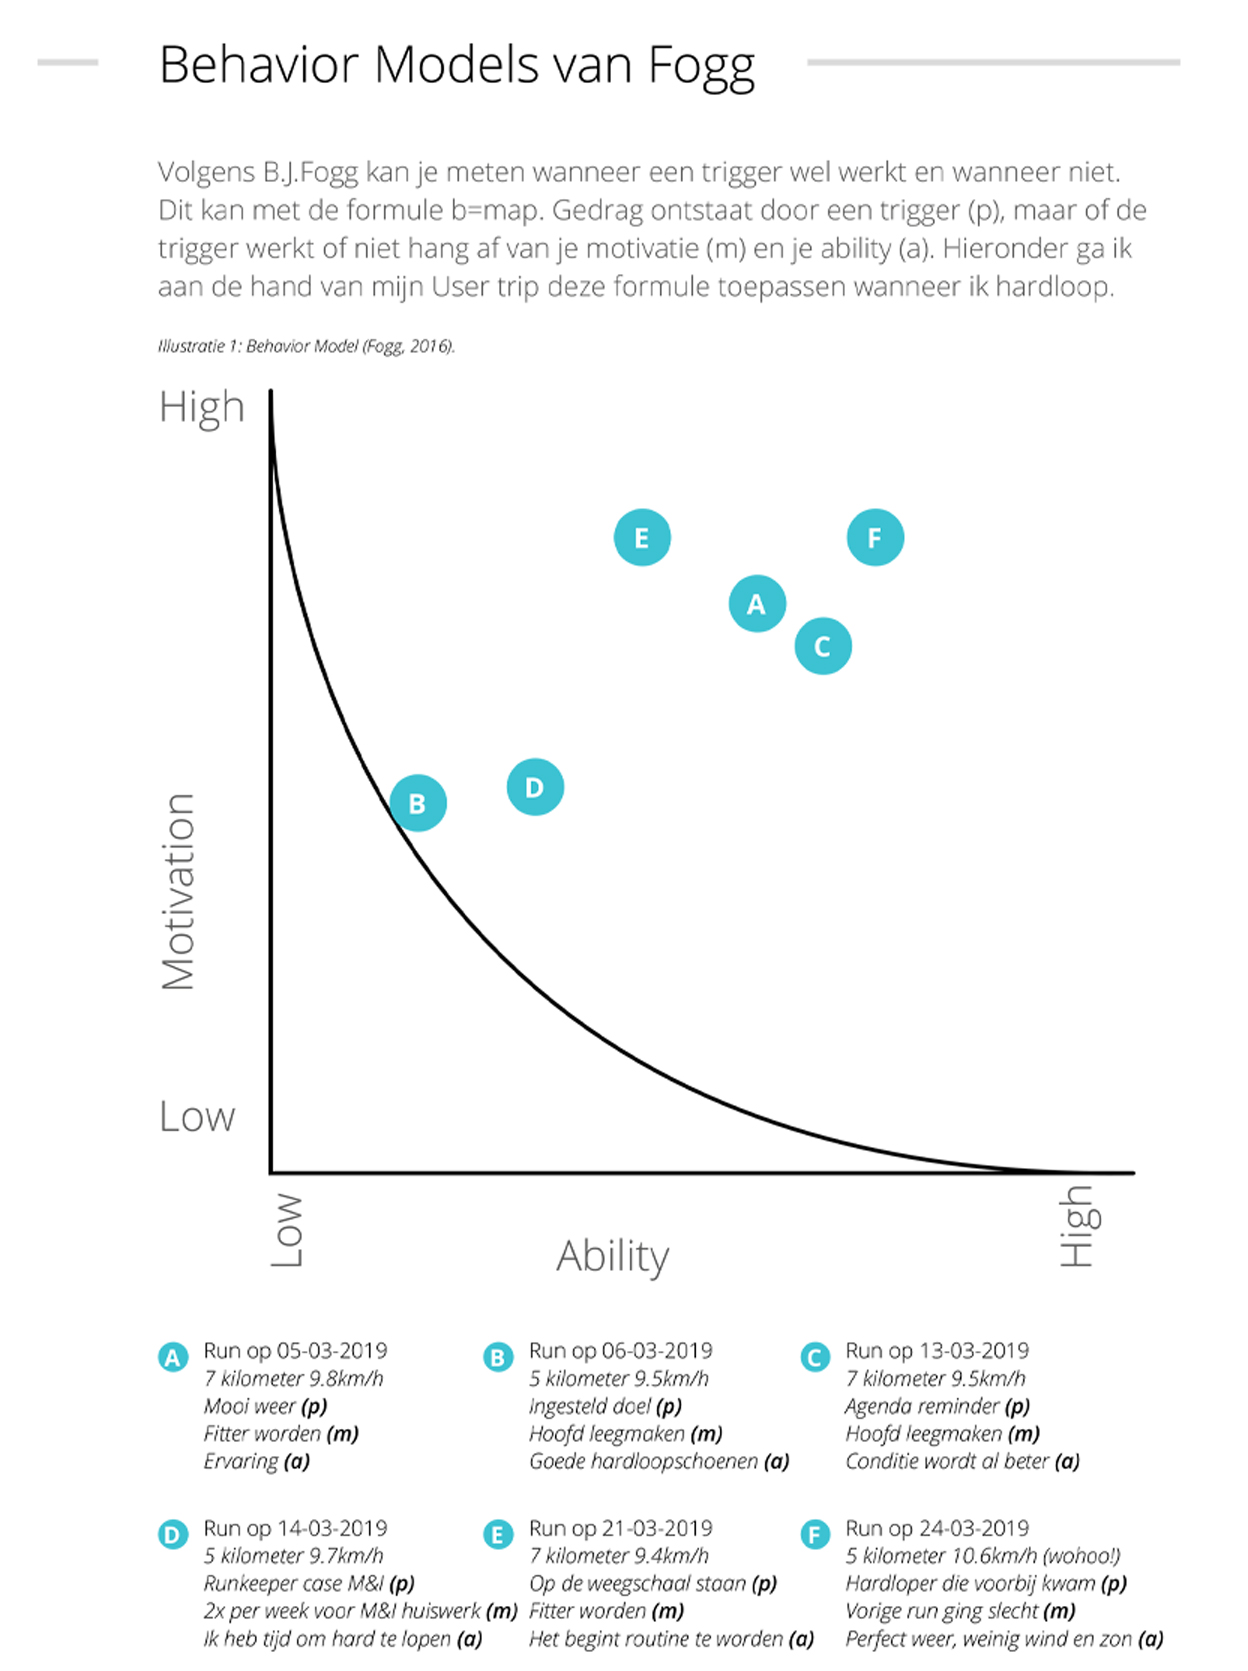 Behavior Models van Fogg
Volgens B.J.Fogg kan je meten wanneer een trigger wel werkt en wanneer niet.
Dit kan met de formule b=map. Gedrag ontstaat door een trigger (p), maar of de
trigger werkt of niet hang af van je motivatie (m) en je ability (a). Hieronder ga ik
aan de hand van mijn User trip deze formule toepassen wanneer ik hardloop.
Illustratie 1: Behavior Model (Fogg, 2016).
High
E
F
A
C
D
B
Motivation
Low
Low
High
Ability
A
Run op 05-03-2019
7 kilometer 9.8km/h
Mooi weer (p)
Fitter worden (m)
Ervaring (a)
B
Run op 06-03-2019
5 kilometer 9.5km/h
Ingesteld doel (p)
Hoofd leegmaken (m)
Goede hardloopschoenen (a)
C
Run op 13-03-2019
7 kilometer 9.5km/h
Agenda reminder (p)
Hoofd leegmaken (m)
Conditie wordt al beter (a)
D
Run op 14-03-2019
5 kilometer 9.7km/h
Runkeeper case M&I (p)
2x per week voor M&I huiswerk (m)
Ik heb tijd om hard te lopen (a)
E
Run op 21-03-2019
7 kilometer 9.4km/h
Op de weegschaal staan (p)
Fitter worden (m)
Het begint routine te worden (a)
F
Run op 24-03-2019
5 kilometer 10.6km/h (wohoo!)
Hardloper die voorbij kwam (p)
Vorige run ging slecht (m)
Perfect weer, weinig wind en zon (a)